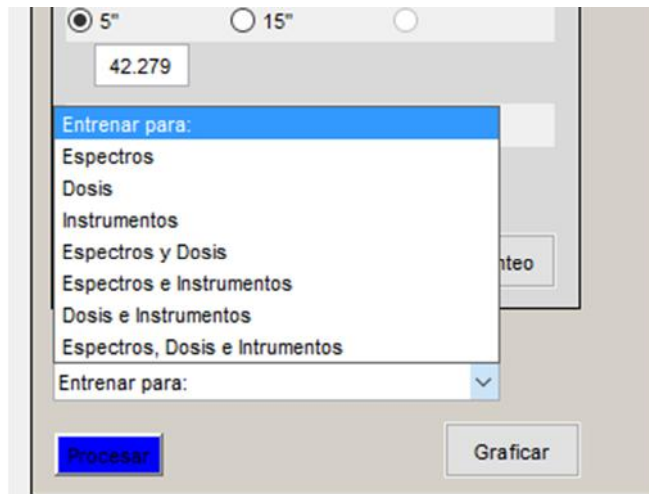 5" 15"
42.279
Entrenar para:
Espectros
Dosis
Instrumentos
Espectros y Dosis
Espectros e Instrumentos
nteo
Dosis e Instrumentos
Espectros, Dosis e Intrumentos
Entrenar para:
Procesar
Graficar